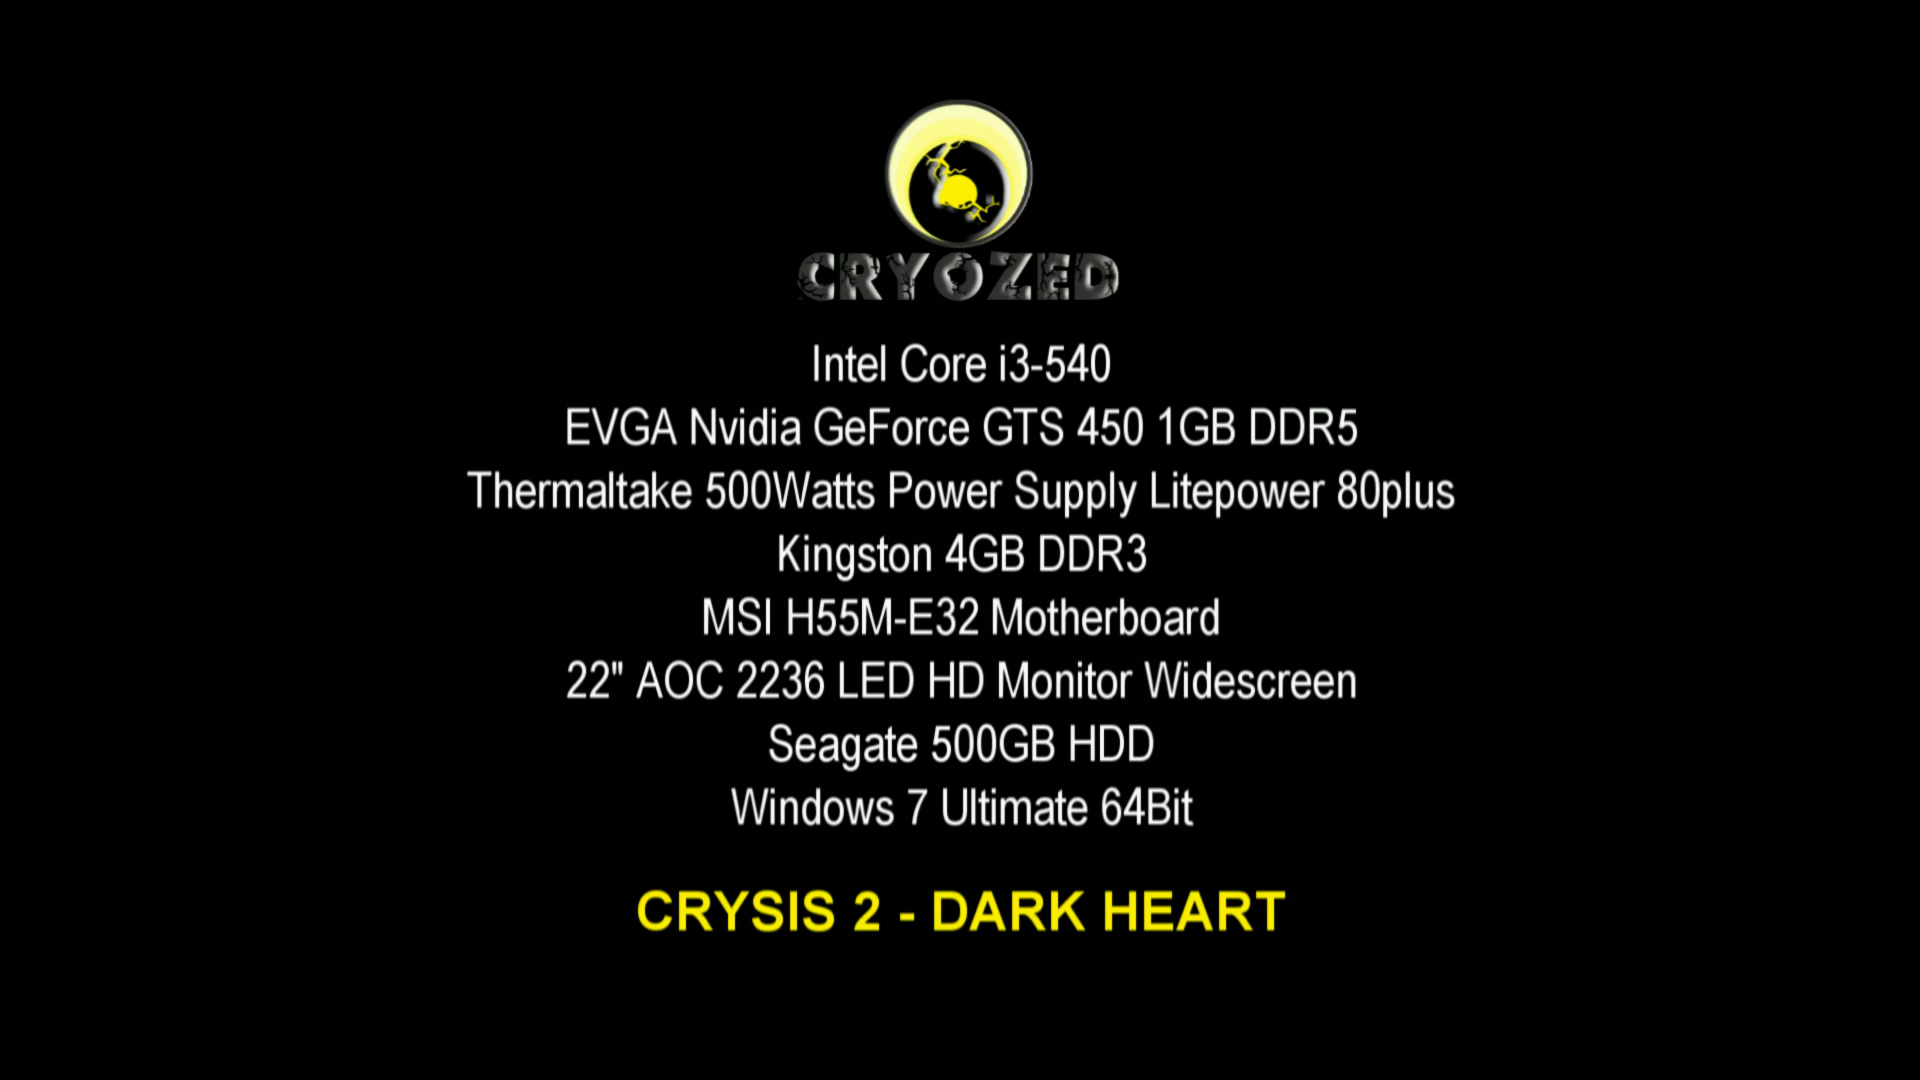 CRYOZED
Intel Core i3-540
EVGA Nvidia GeForce GTS 450 1GB DDR5
Thermaltake 500Watts Power Supply Litepower 80plus
Kingston 4GB DDR3
MSI H55M-E32 Motherboard
22" AOC 2236 LED HD Monitor Widescreen
Seagate 500GB HDD
Windows 7 Ultimate 64Bit
CRYSIS 2 - DARK HEART